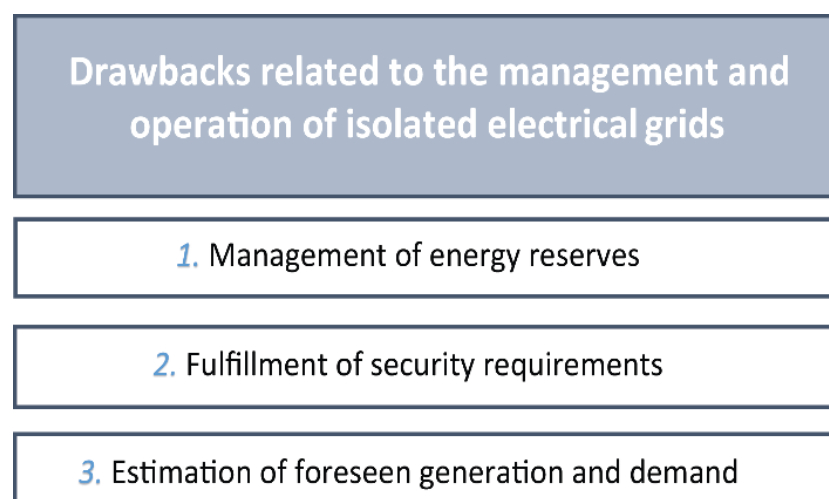 Drawbacks related to the management and
operation of isolated electrical grids
1. Management of energy reserves
2. Fulfillment of security requirements
3. Estimation of foreseen generation and demand